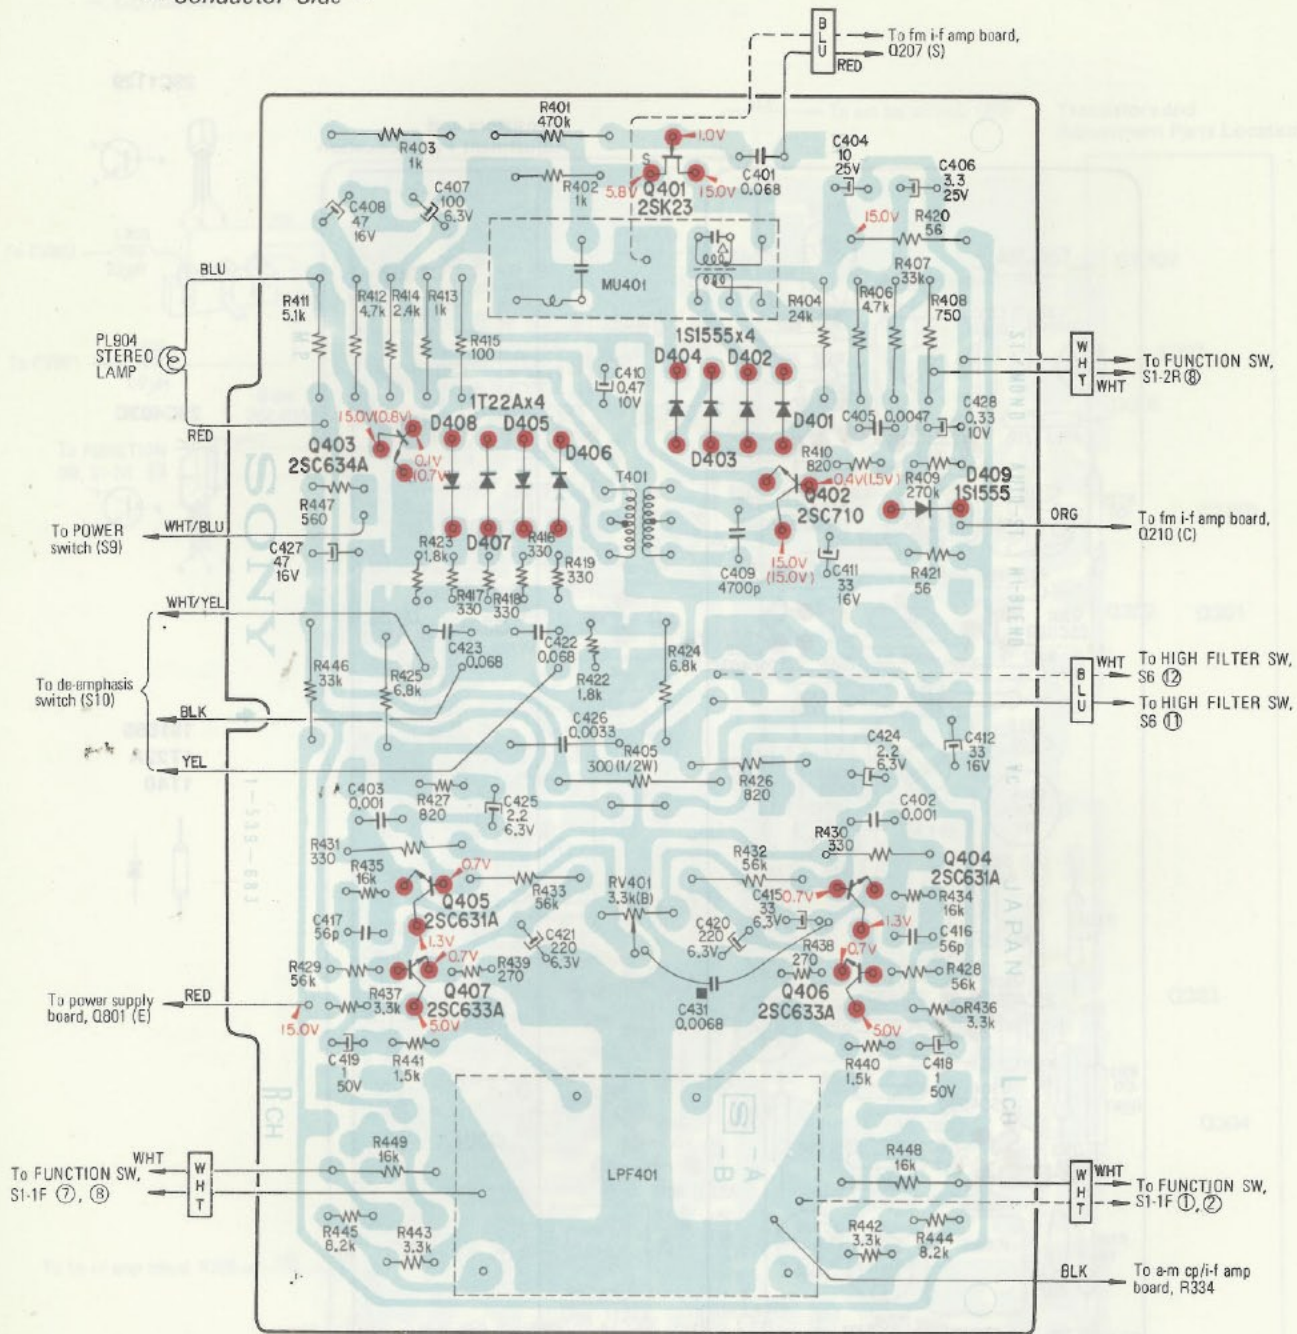 Conductor Side
B
L
U
To fm i-f amp board,
Q207 (S)
RED
R401
470k
R403
1k
R402
1k
1.0V
S
5.8V
Q401
2SK23
15.0V
C401
0.068
C404
10
25V
C406
3.3
25V
C408
47
16V
C407
100
6.3V
15.0V
R420
56
MU401
BLU
R411
5.1k
R412
4.7k
R414
2.4k
R413
1k
R415
100
R404
24k
R406
4.7k
R407
33k
R408
750
PL904
STEREO
LAMP
1S1555x4
D404
D402
D401
D403
W
H
T
To FUNCTION SW,
S1-2R ⑧
WHT
C410
0.47
10V
C405
0.0047
C428
0.33
10V
RED
15.0V(0.8V)
0.1V
(0.7V)
Q403
2SC634A
1T22Ax4
D408
D405
D406
D407
R410
820
0.4V(1.5V)
Q402
2SC710
R409
270k
D409
1S1555
T401
R447
560
To POWER
switch (S9)
WHT/BLU
ORG
To fm i-f amp board,
Q210 (C)
C427
47
16V
R423
1.8k
R416
330
R419
330
R417
330
R418
330
C409
4700p
15.0V
(15.0V)
C411
33
16V
R421
56
WHT/YEL
To de-emphasis
switch (S10)
BLK
YEL
R446
33k
R425
6.8k
C423
0.068
C422
0.068
R422
1.8k
R424
6.8k
B
L
U
WHT
To HIGH FILTER SW,
S6 ⑫
To HIGH FILTER SW,
S6 ⑪
C426
0.0033
R405
300 (1/2W)
R426
820
C424
2.2
6.3V
C412
33
16V
C403
0.001
R427
820
C425
2.2
6.3V
C402
0.001
R431
330
R430
330
R435
16k
0.7V
Q405
2SC631A
R433
56k
R432
56k
RV401
3.3k(B)
C415
33
6.3V
0.7V
Q404
2SC631A
R434
16k
C417
56p
1.3V
0.7V
C421
220
6.3V
C420
220
6.3V
R438
270
1.3V
0.7V
C416
56p
R429
56k
R439
270
R428
56k
To power supply
board, Q801 (E)
RED
15.0V
R437
3.3k
Q407
2SC633A
5.0V
C431
0.0068
Q406
2SC633A
5.0V
R436
3.3k
C419
1
50V
R441
1.5k
R440
1.5k
C418
1
50V
SONY
JAPAN
R CH
L CH
S -A
-B
LPF401
To FUNCTION SW,
S1-1F ⑦, ⑧
WHT
W
H
T
R449
16k
R448
16k
W
H
T
WHT
To FUNCTION SW,
S1-1F ①, ②
R445
8.2k
R443
3.3k
R442
3.3k
R444
8.2k
BLK
To a-m cp/i-f amp
board, R334